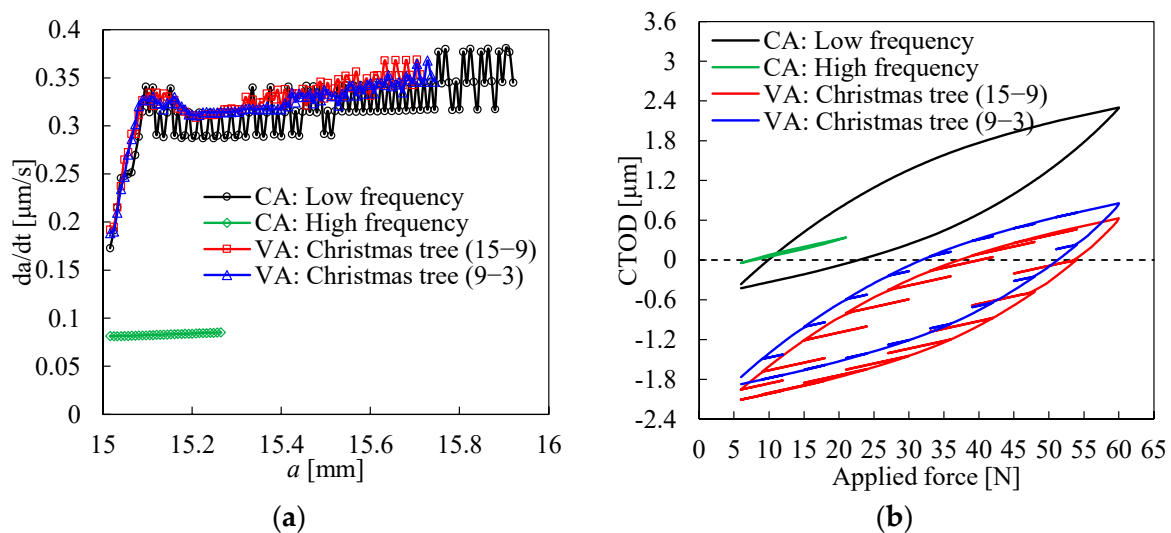 0.4
0.35
0.3
0.25
0.2
0.15
0.1
0.05
0
da/dt [µm/s]
CA: Low frequency
CA: High frequency
VA: Christmas tree (15−9)
VA: Christmas tree (9−3)
15 15.2 15.4 15.6 15.8 16
a [mm]
(a)
3.6
3
2.4
1.8
1.2
0.6
0
-0.6
-1.2
-1.8
-2.4
CTOD [µm]
CA: Low frequency
CA: High frequency
VA: Christmas tree (15−9)
VA: Christmas tree (9−3)
0 5 10 15 20 25 30 35 40 45 50 55 60 65
Applied force [N]
(b)